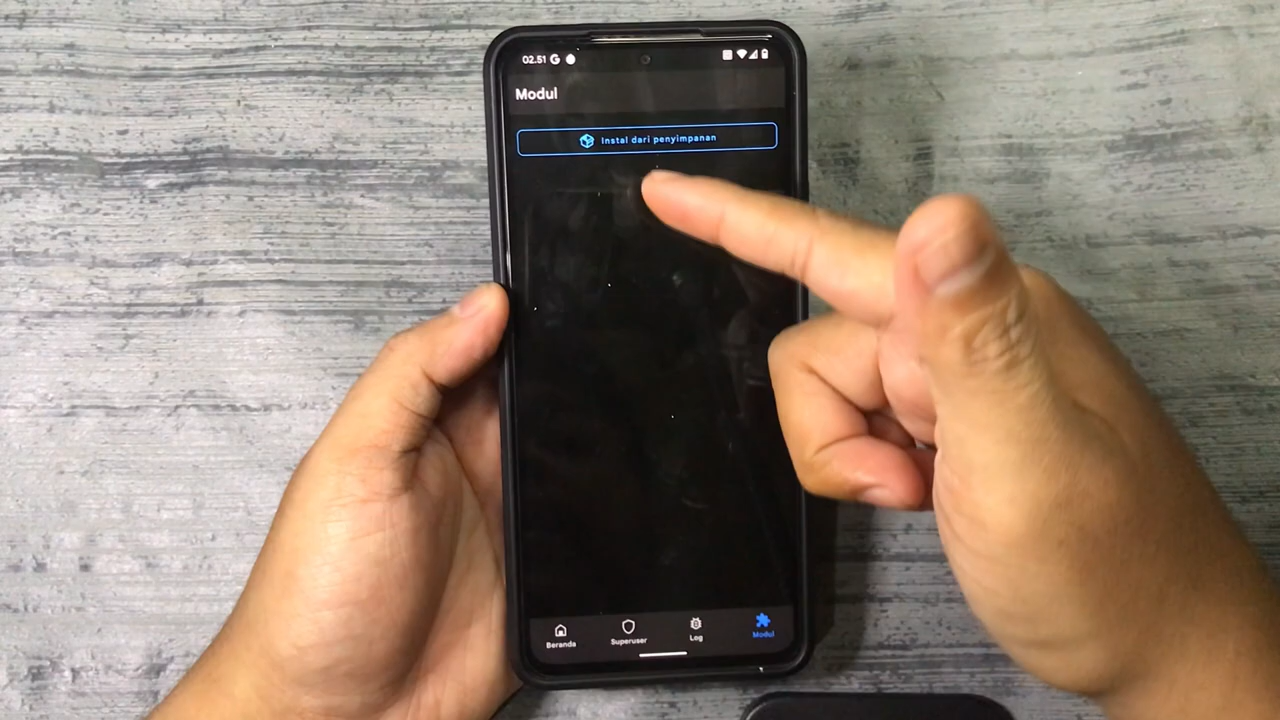 02.51
Modul
Instal dari penyimpanan
Beranda
Superuser
Log
Modul